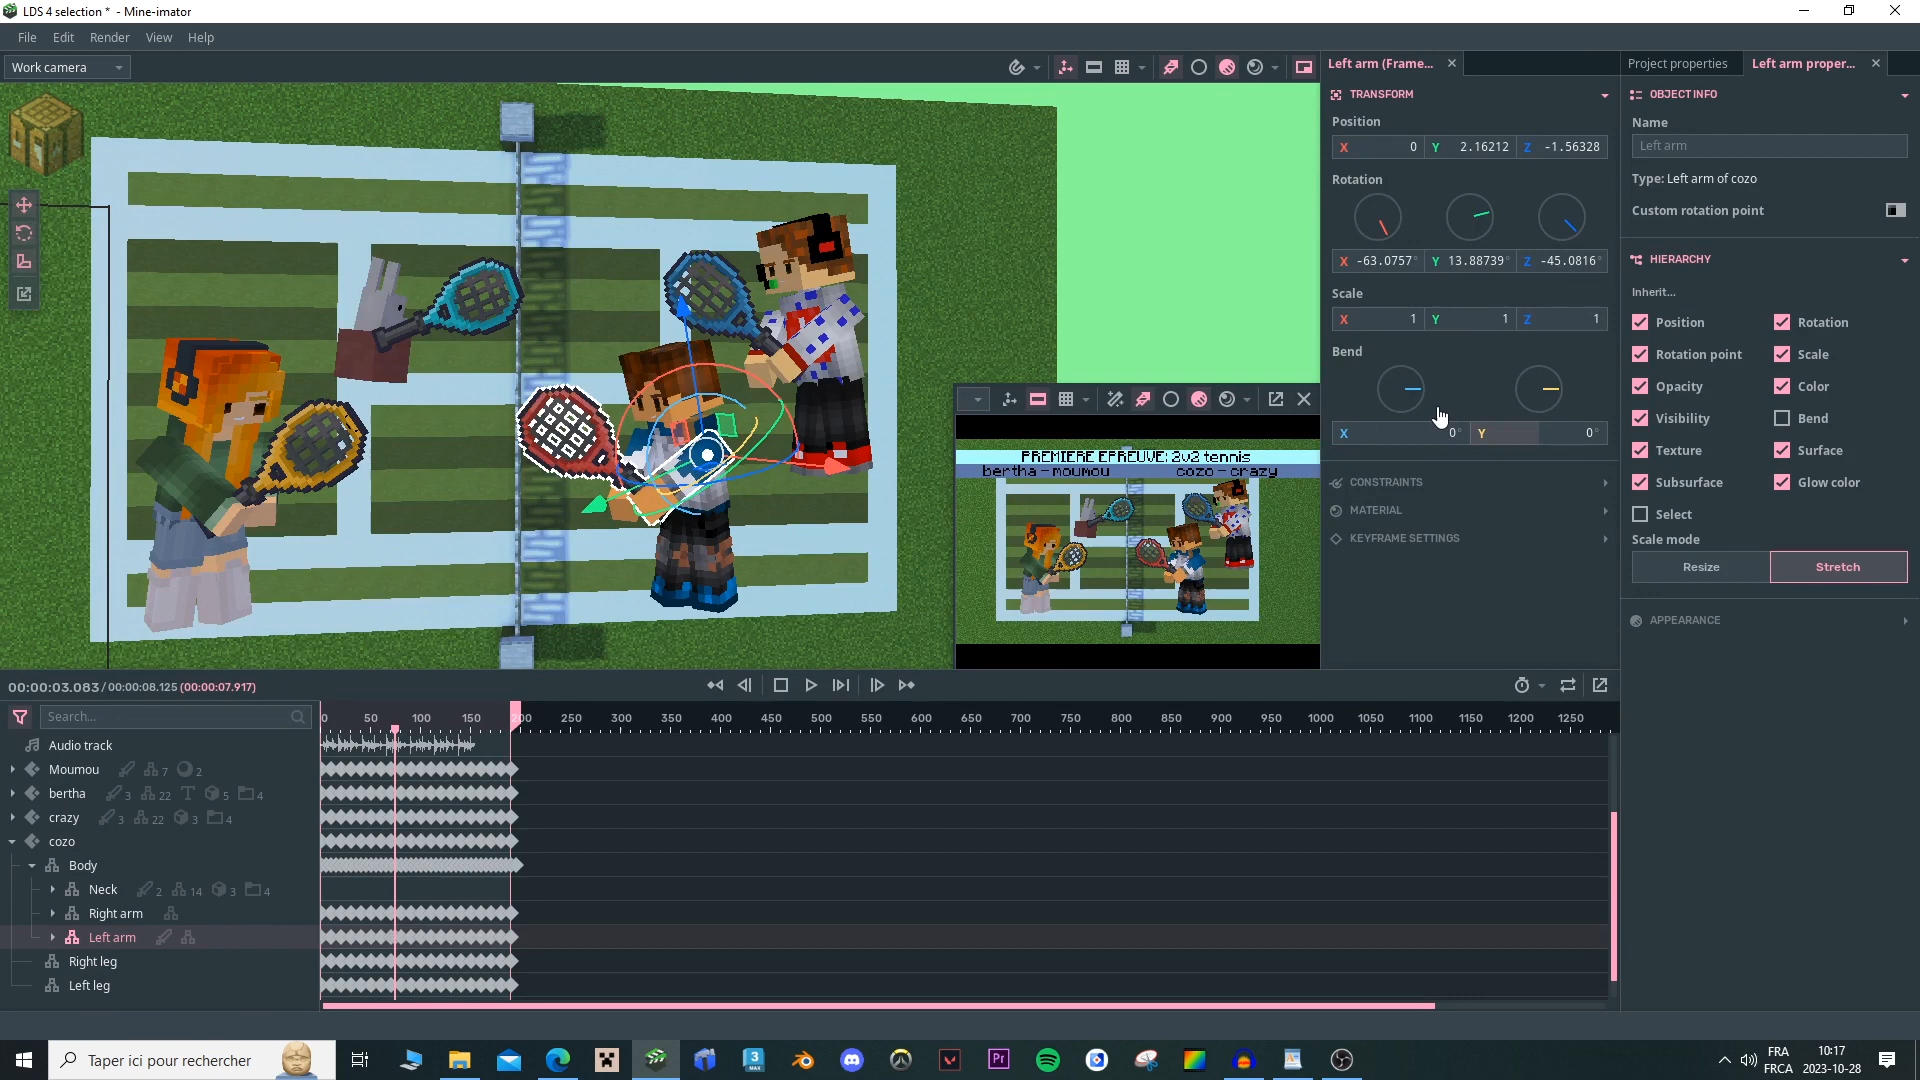 LDS 4 selection * - Mine-imator
File Edit Render View Help
Work camera
Left arm (Frame...
TRANSFORM
Position
X 0 Y 2.16212 Z -1.56328
Rotation
X -63.0757° Y 13.88739° Z -45.0816°
Scale
X 1 Y 1 Z 1
Bend
X 0° Y 0°
CONSTRAINTS
MATERIAL
KEYFRAME SETTINGS
Project properties
Left arm proper...
OBJECT INFO
Name
Left arm
Type: Left arm of cozo
Custom rotation point
HIERARCHY
Inherit...
Position Rotation
Rotation point Scale
Opacity Color
Visibility Bend
Texture Surface
Subsurface Glow color
Select
Scale mode
Resize Stretch
APPEARANCE
PREMIERE EPREUVE: 2v2 tennis
bertha - moumou cozo - crazy
00:00:03.083 / 00:00:08.125 (00:00:07.917)
Search...
0 50 100 150 200 250 300 350 400 450 500 550 600 650 700 750 800 850 900 950 1000 1050 1100 1150 1200 1250
Audio track
Moumou 7 2
bertha 3 22 5 4
crazy 3 22 3 4
cozo
Body
Neck 2 14 3 4
Right arm
Left arm
Right leg
Left leg
Taper ici pour rechercher
3
MAX
Pr
FRA
FRCA
10:17
2023-10-28